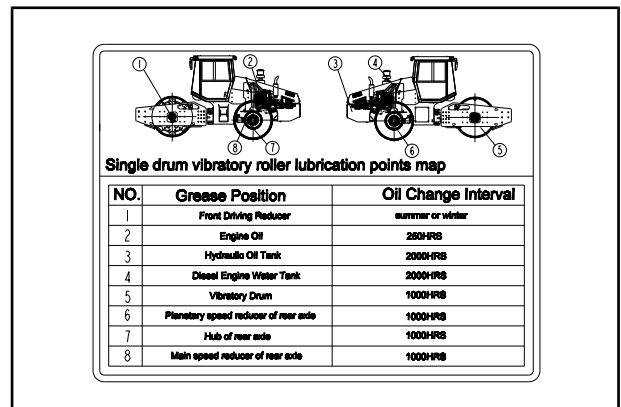 1 2 3 4
8 7 6 5
Single drum vibratory roller lubrication points map
NO. Grease Position Oil Change Interval
1 Front Driving Reducer summer or winter
2 Engine Oil 250HRS
3 Hydraulic Oil Tank 2000HRS
4 Diesel Engine Water Tank 2000HRS
5 Vibratory Drum 1000HRS
6 Planetary speed reducer of rear axle 1000HRS
7 Hub of rear axle 1000HRS
8 Main speed reducer of rear axle 1000HRS